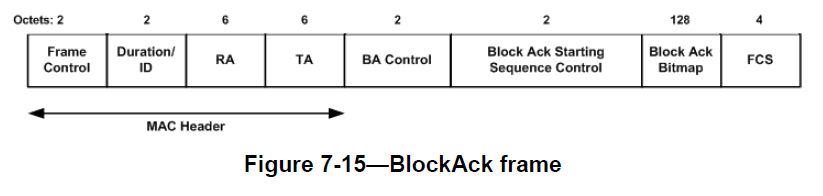 Octets: 2 2 6 6 2 2 128 4
Frame Control Duration/ ID RA TA BA Control Block Ack Starting Sequence Control Block Ack Bitmap FCS
MAC Header
Figure 7-15—BlockAck frame